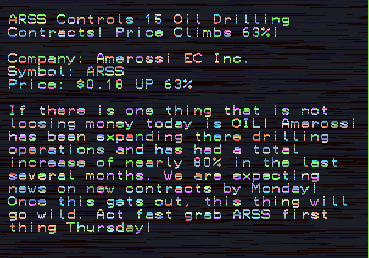 ARSS Controls 15 Oil Drilling
Contracts! Price Climbs 63%!
Company: Amerossi EC Inc.
Symbol: ARSS
Price: $0.18 UP 63%
If there is one thing that is not
loosing money today is OIL! Amerossi
has been expanding there drilling
operations and has had a total
increase of nearly 80% in the last
several months. We are expecting
news on new contracts by Monday!
Once this gets out, this thing will
go wild. Act fast grab ARSS first
thing Thursday!